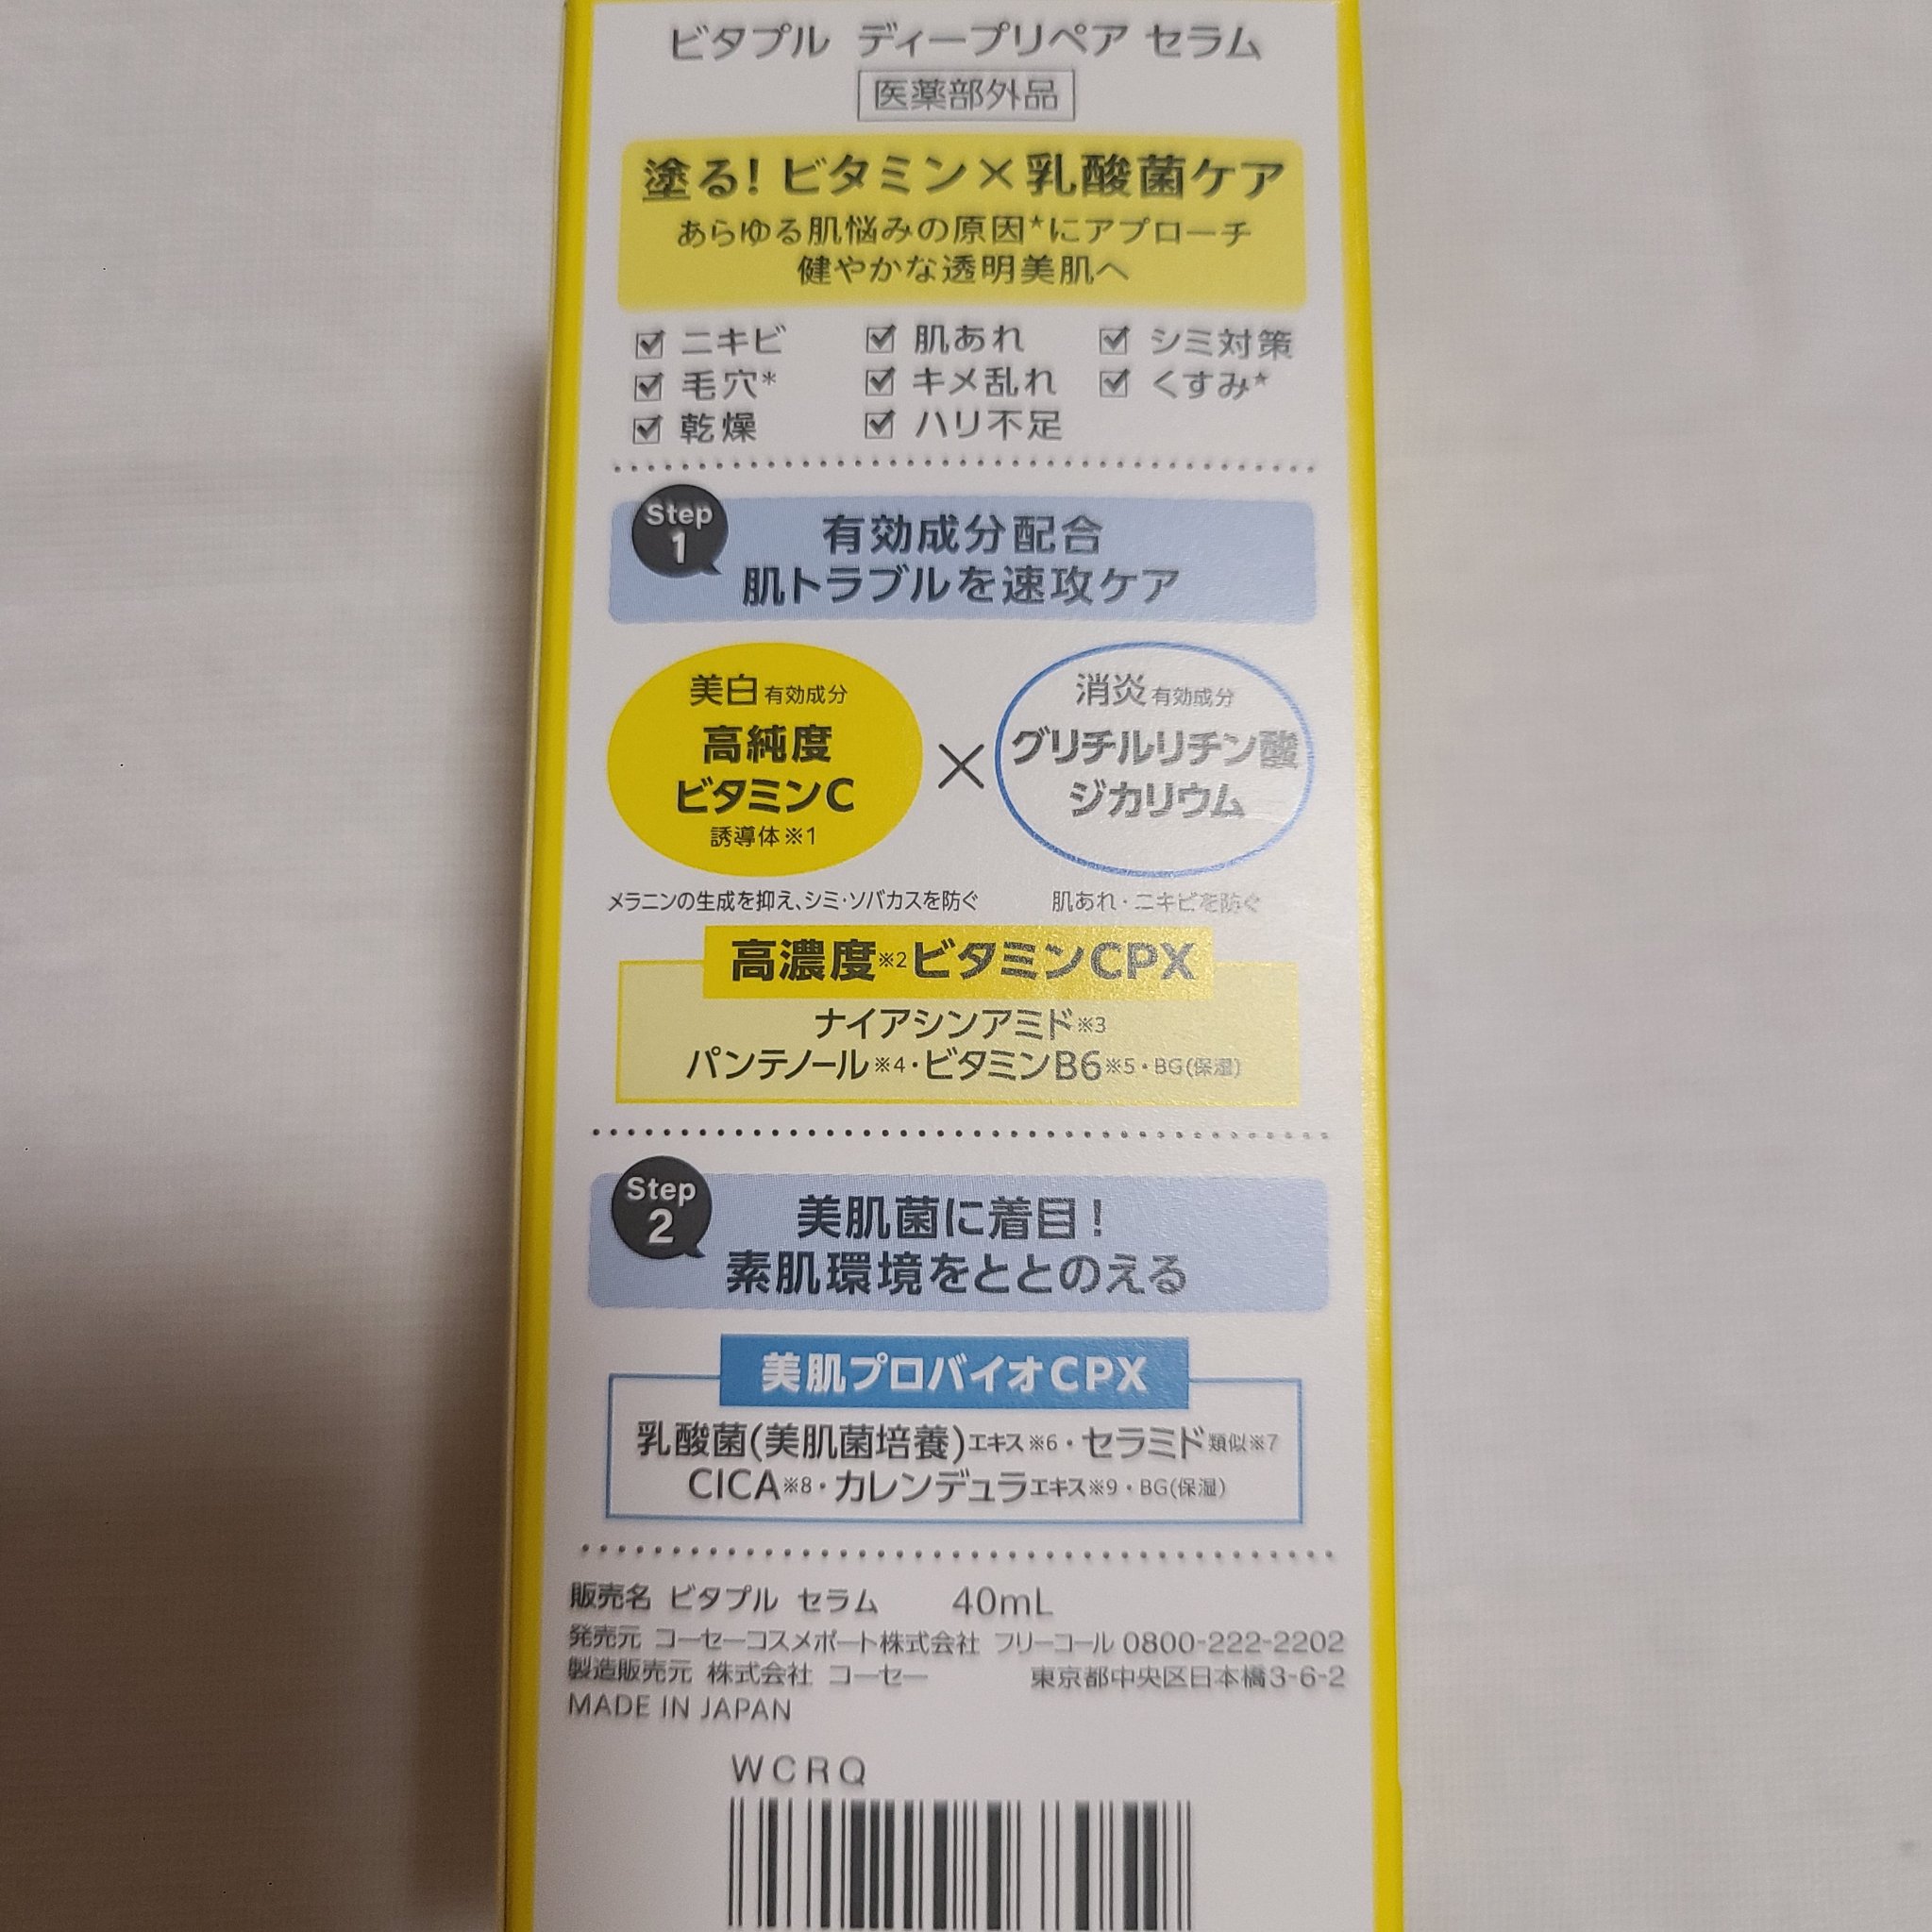 ビタプル ディープリペア セラム
医薬部外品
塗る! ビタミン×乳酸菌ケア
あらゆる肌悩みの原因*にアプローチ
健やかな透明美肌へ
☑ ニキビ ☑ 肌あれ ☑ シミ対策
☑ 毛穴* ☑ キメ乱れ ☑ くすみ*
☑ 乾燥 ☑ ハリ不足
Step 1
有効成分配合
肌トラブルを速攻ケア
美白有効成分
高純度
ビタミンC
誘導体※1
×
消炎有効成分
グリチルリチン酸
ジカリウム
メラニンの生成を抑え、シミ・ソバカスを防ぐ
肌あれ・ニキビを防ぐ
高濃度※2ビタミンCPX
ナイアシンアミド※3
パンテノール※4・ビタミンB6※5・BG(保湿)
Step 2
美肌菌に着目!
素肌環境をととのえる
美肌プロバイオCPX
乳酸菌(美肌菌培養)エキス※6・セラミド類似※7
CICA※8・カレンデュラエキス※9・BG(保湿)
販売名 ビタプル セラム 40mL
発売元 コーセーコスメポート株式会社 フリーコール 0800-222-2202
製造販売元 株式会社 コーセー 東京都中央区日本橋3-6-2
MADE IN JAPAN
WCRQ